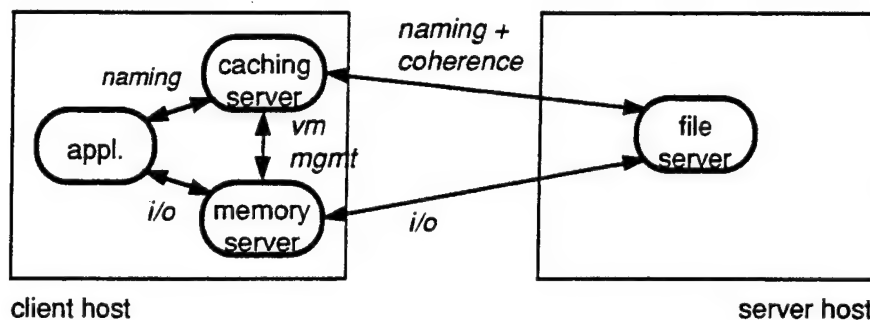 naming +
coherence
naming
caching
server
vm
mgmt
appl.
file
server
i/o
memory
server
i/o
client host
server host